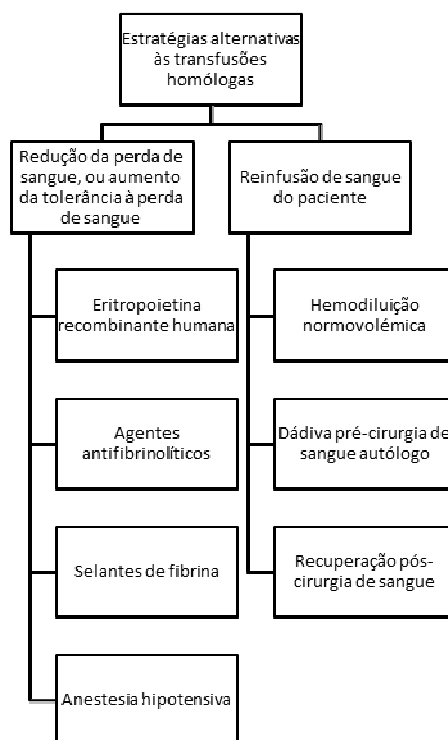 Estratégias alternativas
às transfusões
homólogas
Redução da perda de
sangue, ou aumento
da tolerância à perda
de sangue
Eritropoietina
recombinante humana
Agentes
antifibrinolíticos
Selantes de fibrina
Anestesia hipotensiva
Reinfusão de sangue
do paciente
Hemodiluição
normovolémica
Dádiva pré-cirurgia de
sangue autólogo
Recuperação pós-
cirurgia de sangue